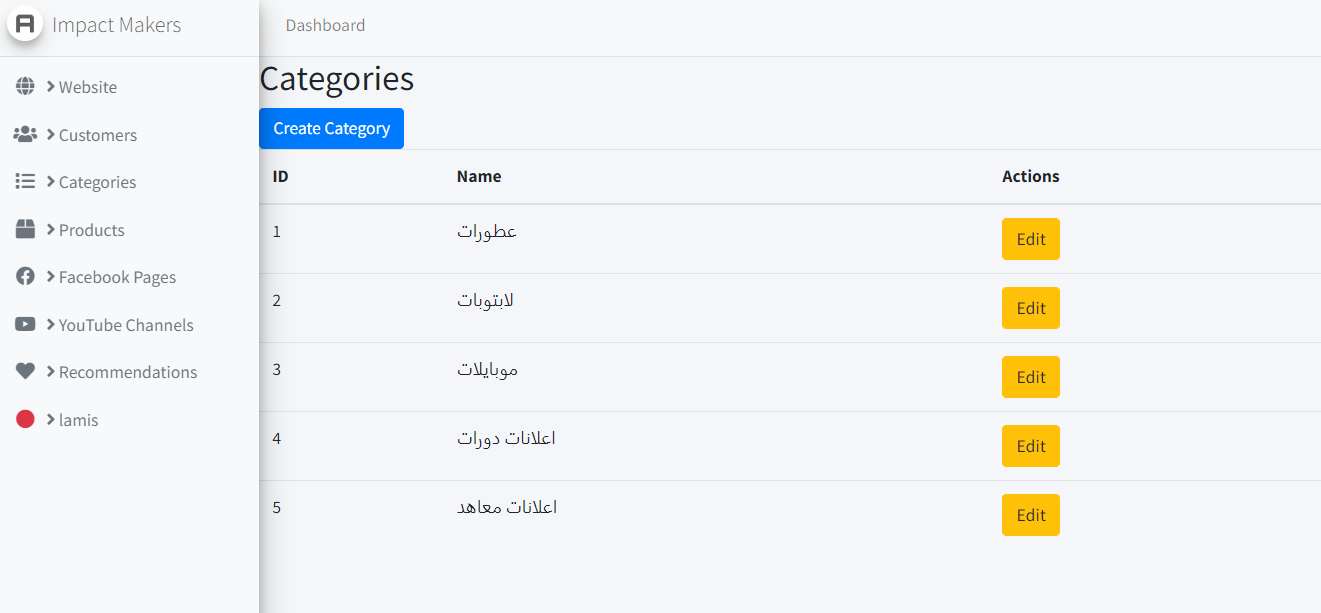 Impact Makers
Dashboard
Website
Customers
Categories
Products
Facebook Pages
YouTube Channels
Recommendations
lamis
Categories
Create Category
ID Name Actions
1 عطورات Edit
2 لابتوبات Edit
3 موبايلات Edit
4 اعلانات دورات Edit
5 اعلانات معاهد Edit